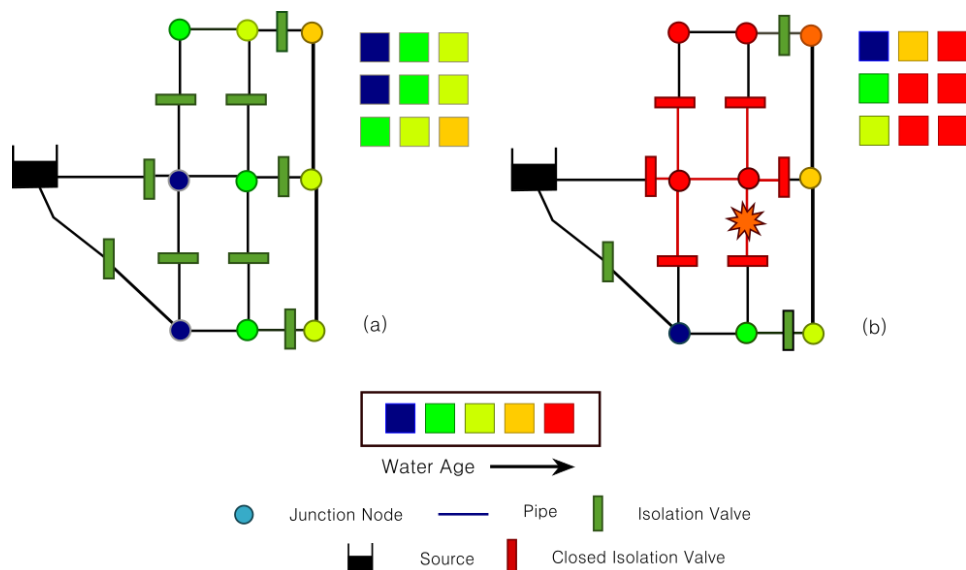 (a)
(b)
Water Age
Junction Node
Pipe
Isolation Valve
Source
Closed Isolation Valve